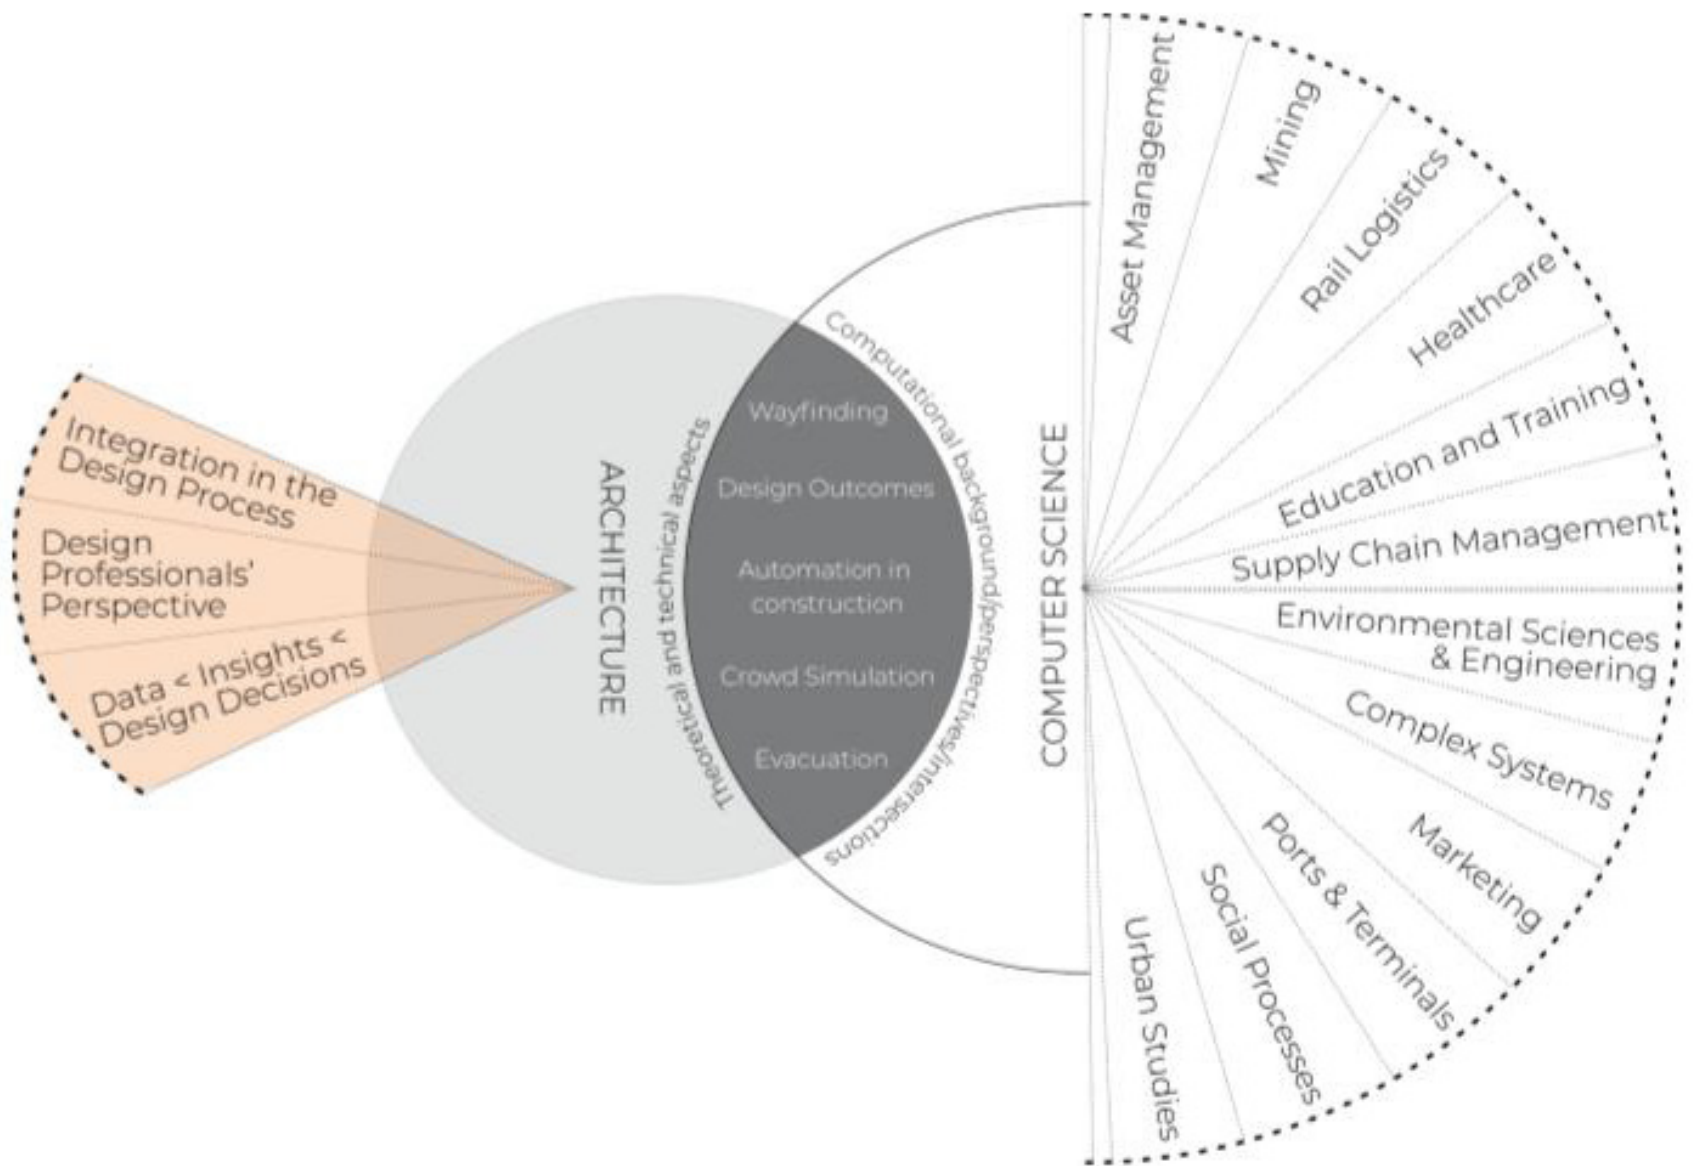 Integration in the
Design Process
Design
Professionals'
Perspective
Data < Insights <
Design Decisions
ARCHITECTURE
Theoretical and technical aspects
Wayfinding
Design Outcomes
Automation in
construction
Crowd Simulation
Evacuation
Computational background/perspectives/intersections
COMPUTER SCIENCE
Asset Management
Mining
Rail Logistics
Healthcare
Education and Training
Supply Chain Management
Environmental Sciences
& Engineering
Complex Systems
Marketing
Ports & Terminals
Social Processes
Urban Studies